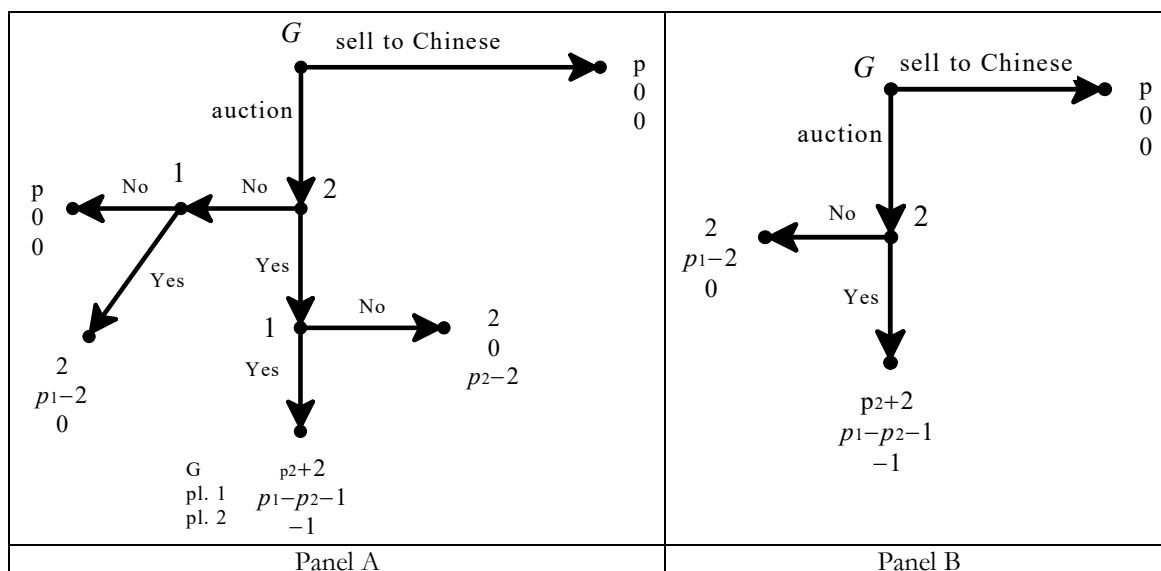 G
sell to Chinese
p
0
0
auction
1
No
No
2
p
0
0
Yes
Yes
No
1
2
0
p2−2
Yes
2
p1−2
0
G p2+2
pl. 1 p1−p2−1
pl. 2 −1
Panel A
G
sell to Chinese
p
0
0
auction
No
2
2
p1−2
0
Yes
p2+2
p1−p2−1
−1
Panel B